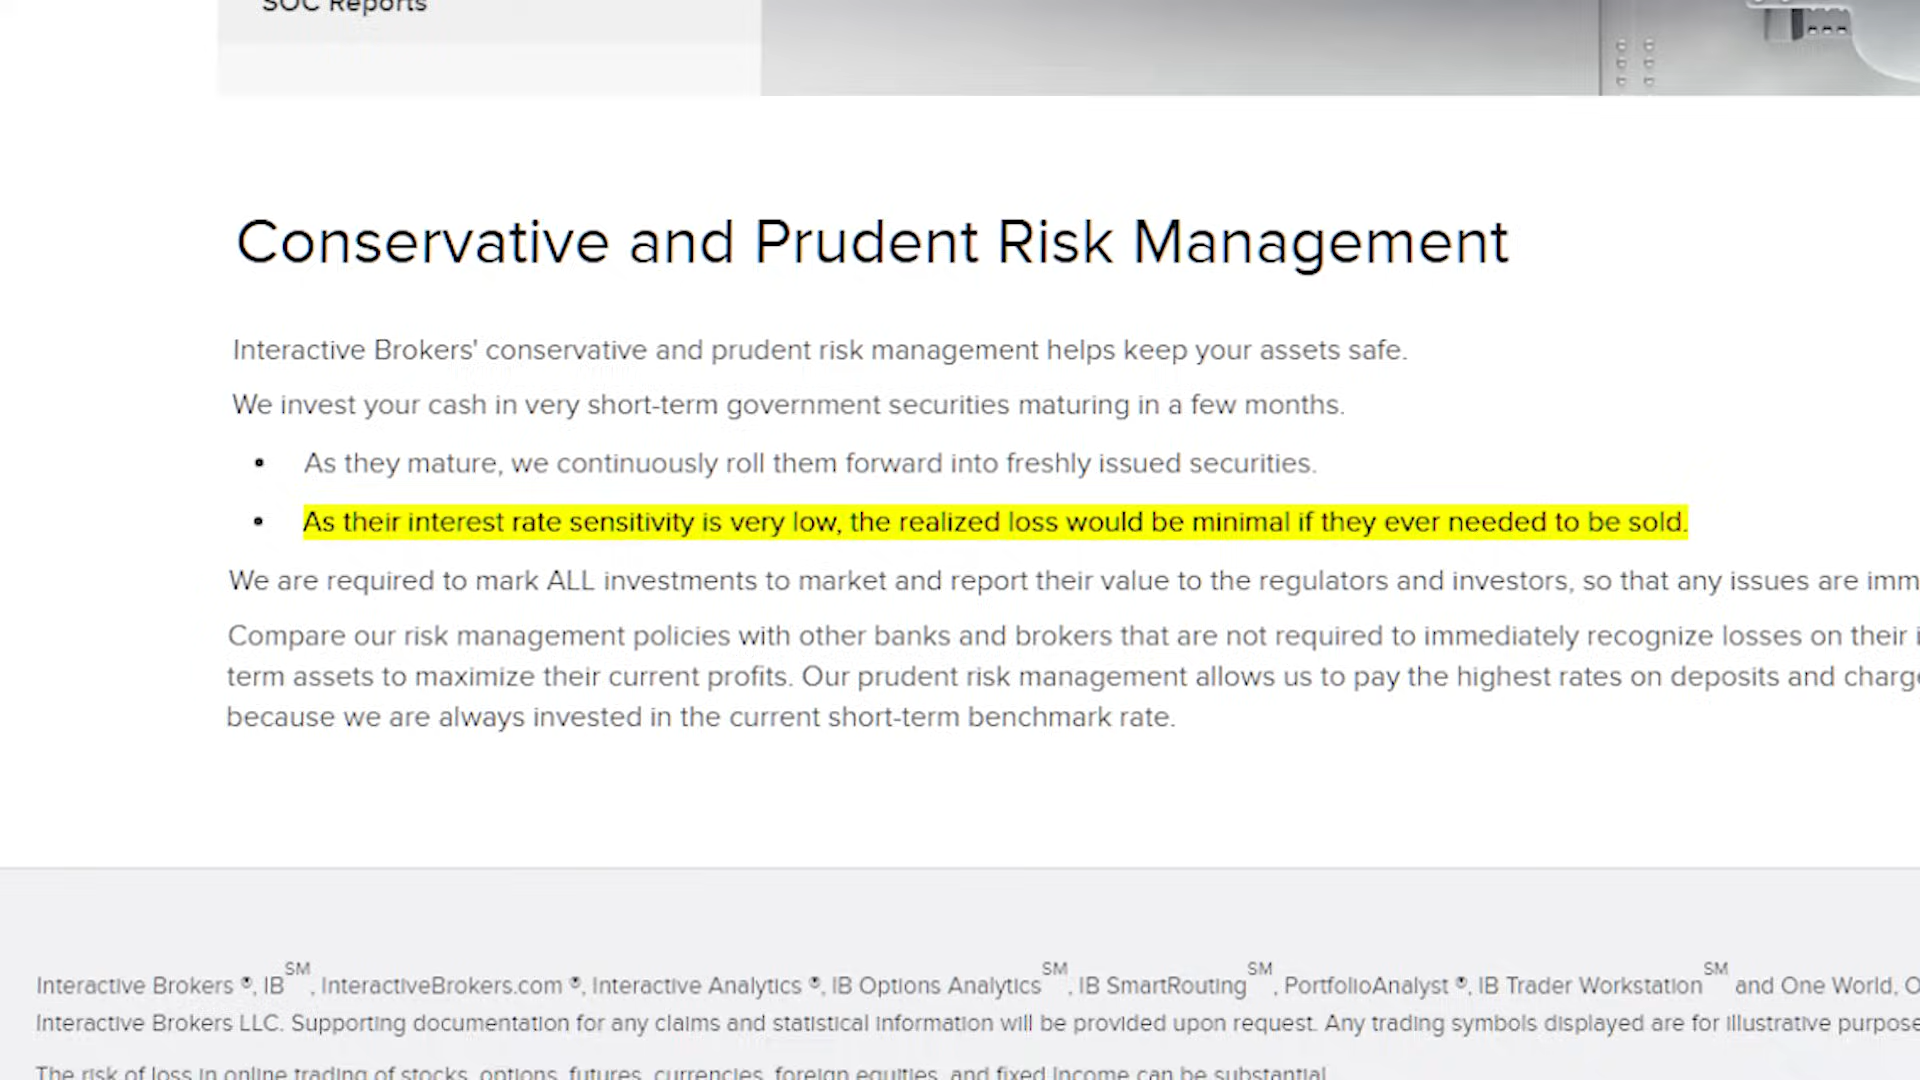 SOC Reports
Conservative and Prudent Risk Management
Interactive Brokers' conservative and prudent risk management helps keep your assets safe.
We invest your cash in very short-term government securities maturing in a few months.
• As they mature, we continuously roll them forward into freshly issued securities.
• As their interest rate sensitivity is very low, the realized loss would be minimal if they ever needed to be sold.
We are required to mark ALL investments to market and report their value to the regulators and investors, so that any issues are imm
Compare our risk management policies with other banks and brokers that are not required to immediately recognize losses on their i
term assets to maximize their current profits. Our prudent risk management allows us to pay the highest rates on deposits and charge
because we are always invested in the current short-term benchmark rate.
Interactive Brokers ®, IB SM, InteractiveBrokers.com ®, Interactive Analytics ®, IB Options Analytics SM, IB SmartRouting SM, PortfolioAnalyst ®, IB Trader Workstation SM and One World, O
Interactive Brokers LLC. Supporting documentation for any claims and statistical information will be provided upon request. Any trading symbols displayed are for illustrative purpose
The risk of loss in online trading of stocks, options, futures, currencies, foreign equities, and fixed Income can be substantial.